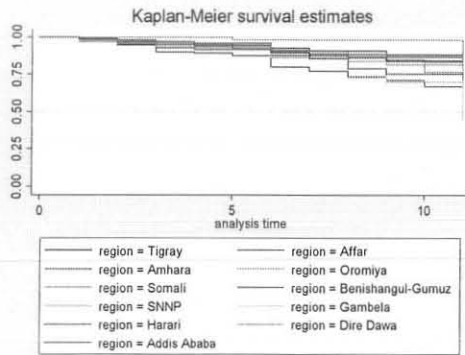 Kaplan-Meier survival estimates
1.00
0.75
0.50
0.25
0.00
0 5 10
analysis time
region = Tigray region = Affar
region = Amhara region = Oromiya
region = Somali region = Benishangul-Gumuz
region = SNNP region = Gambela
region = Harari region = Dire Dawa
region = Addis Ababa